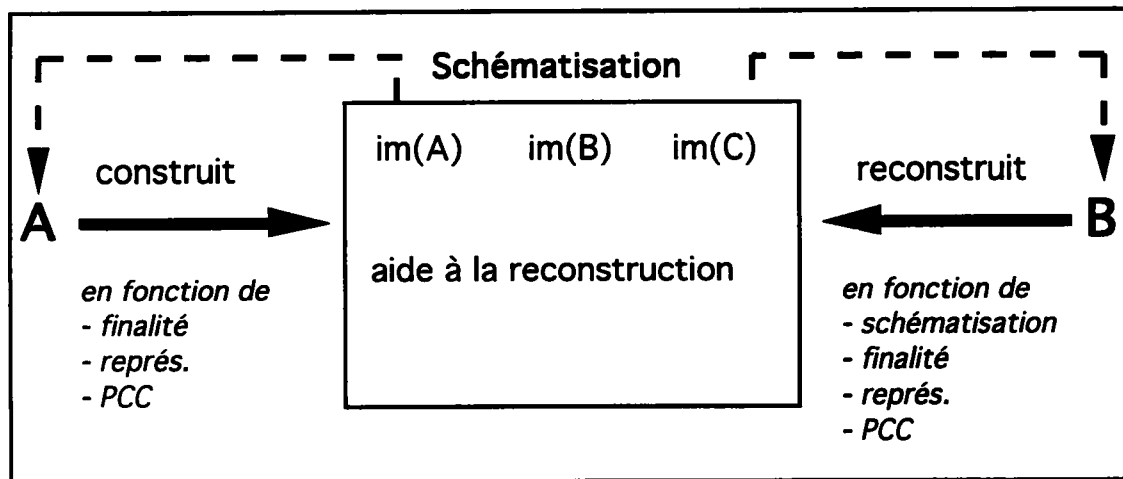 Schématisation
im(A) im(B) im(C)
construit
A
en fonction de
- finalité
- représ.
- PCC
aide à la reconstruction
reconstruit
B
en fonction de
- schématisation
- finalité
- représ.
- PCC